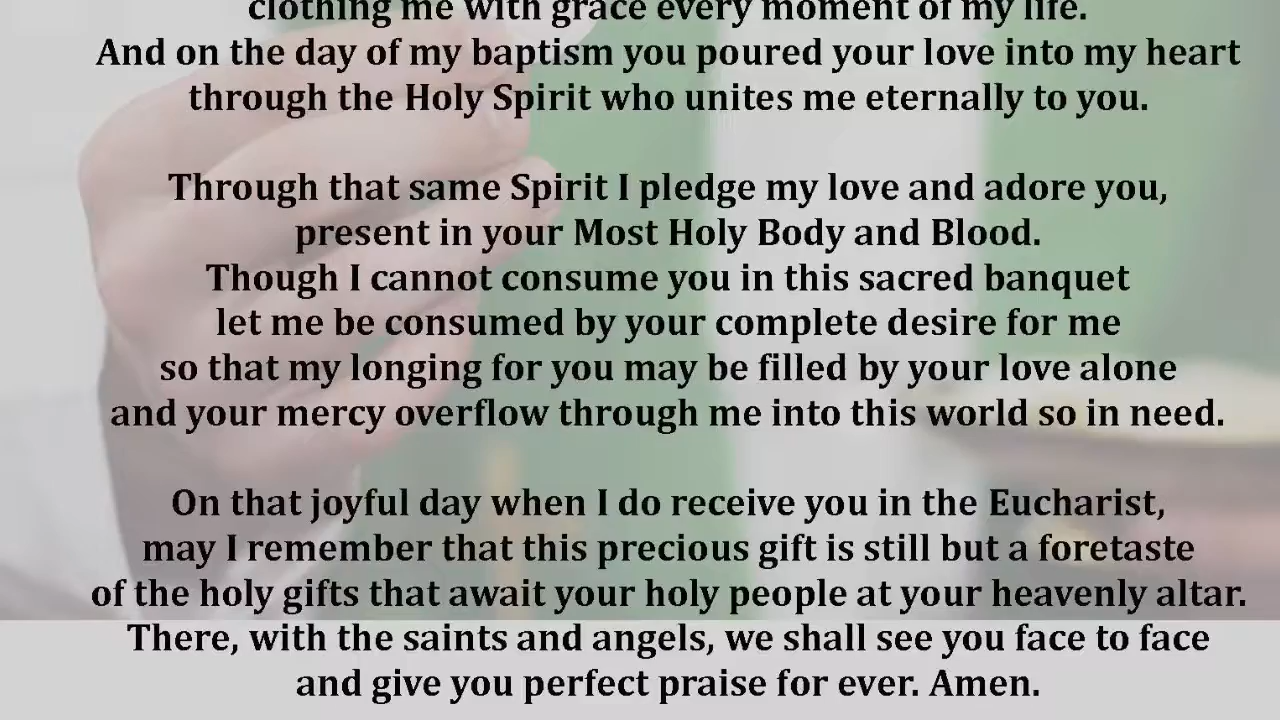 clothing me with grace every moment of my life.
And on the day of my baptism you poured your love into my heart
through the Holy Spirit who unites me eternally to you.
Through that same Spirit I pledge my love and adore you,
present in your Most Holy Body and Blood.
Though I cannot consume you in this sacred banquet
let me be consumed by your complete desire for me
so that my longing for you may be filled by your love alone
and your mercy overflow through me into this world so in need.
On that joyful day when I do receive you in the Eucharist,
may I remember that this precious gift is still but a foretaste
of the holy gifts that await your holy people at your heavenly altar.
There, with the saints and angels, we shall see you face to face
and give you perfect praise for ever. Amen.